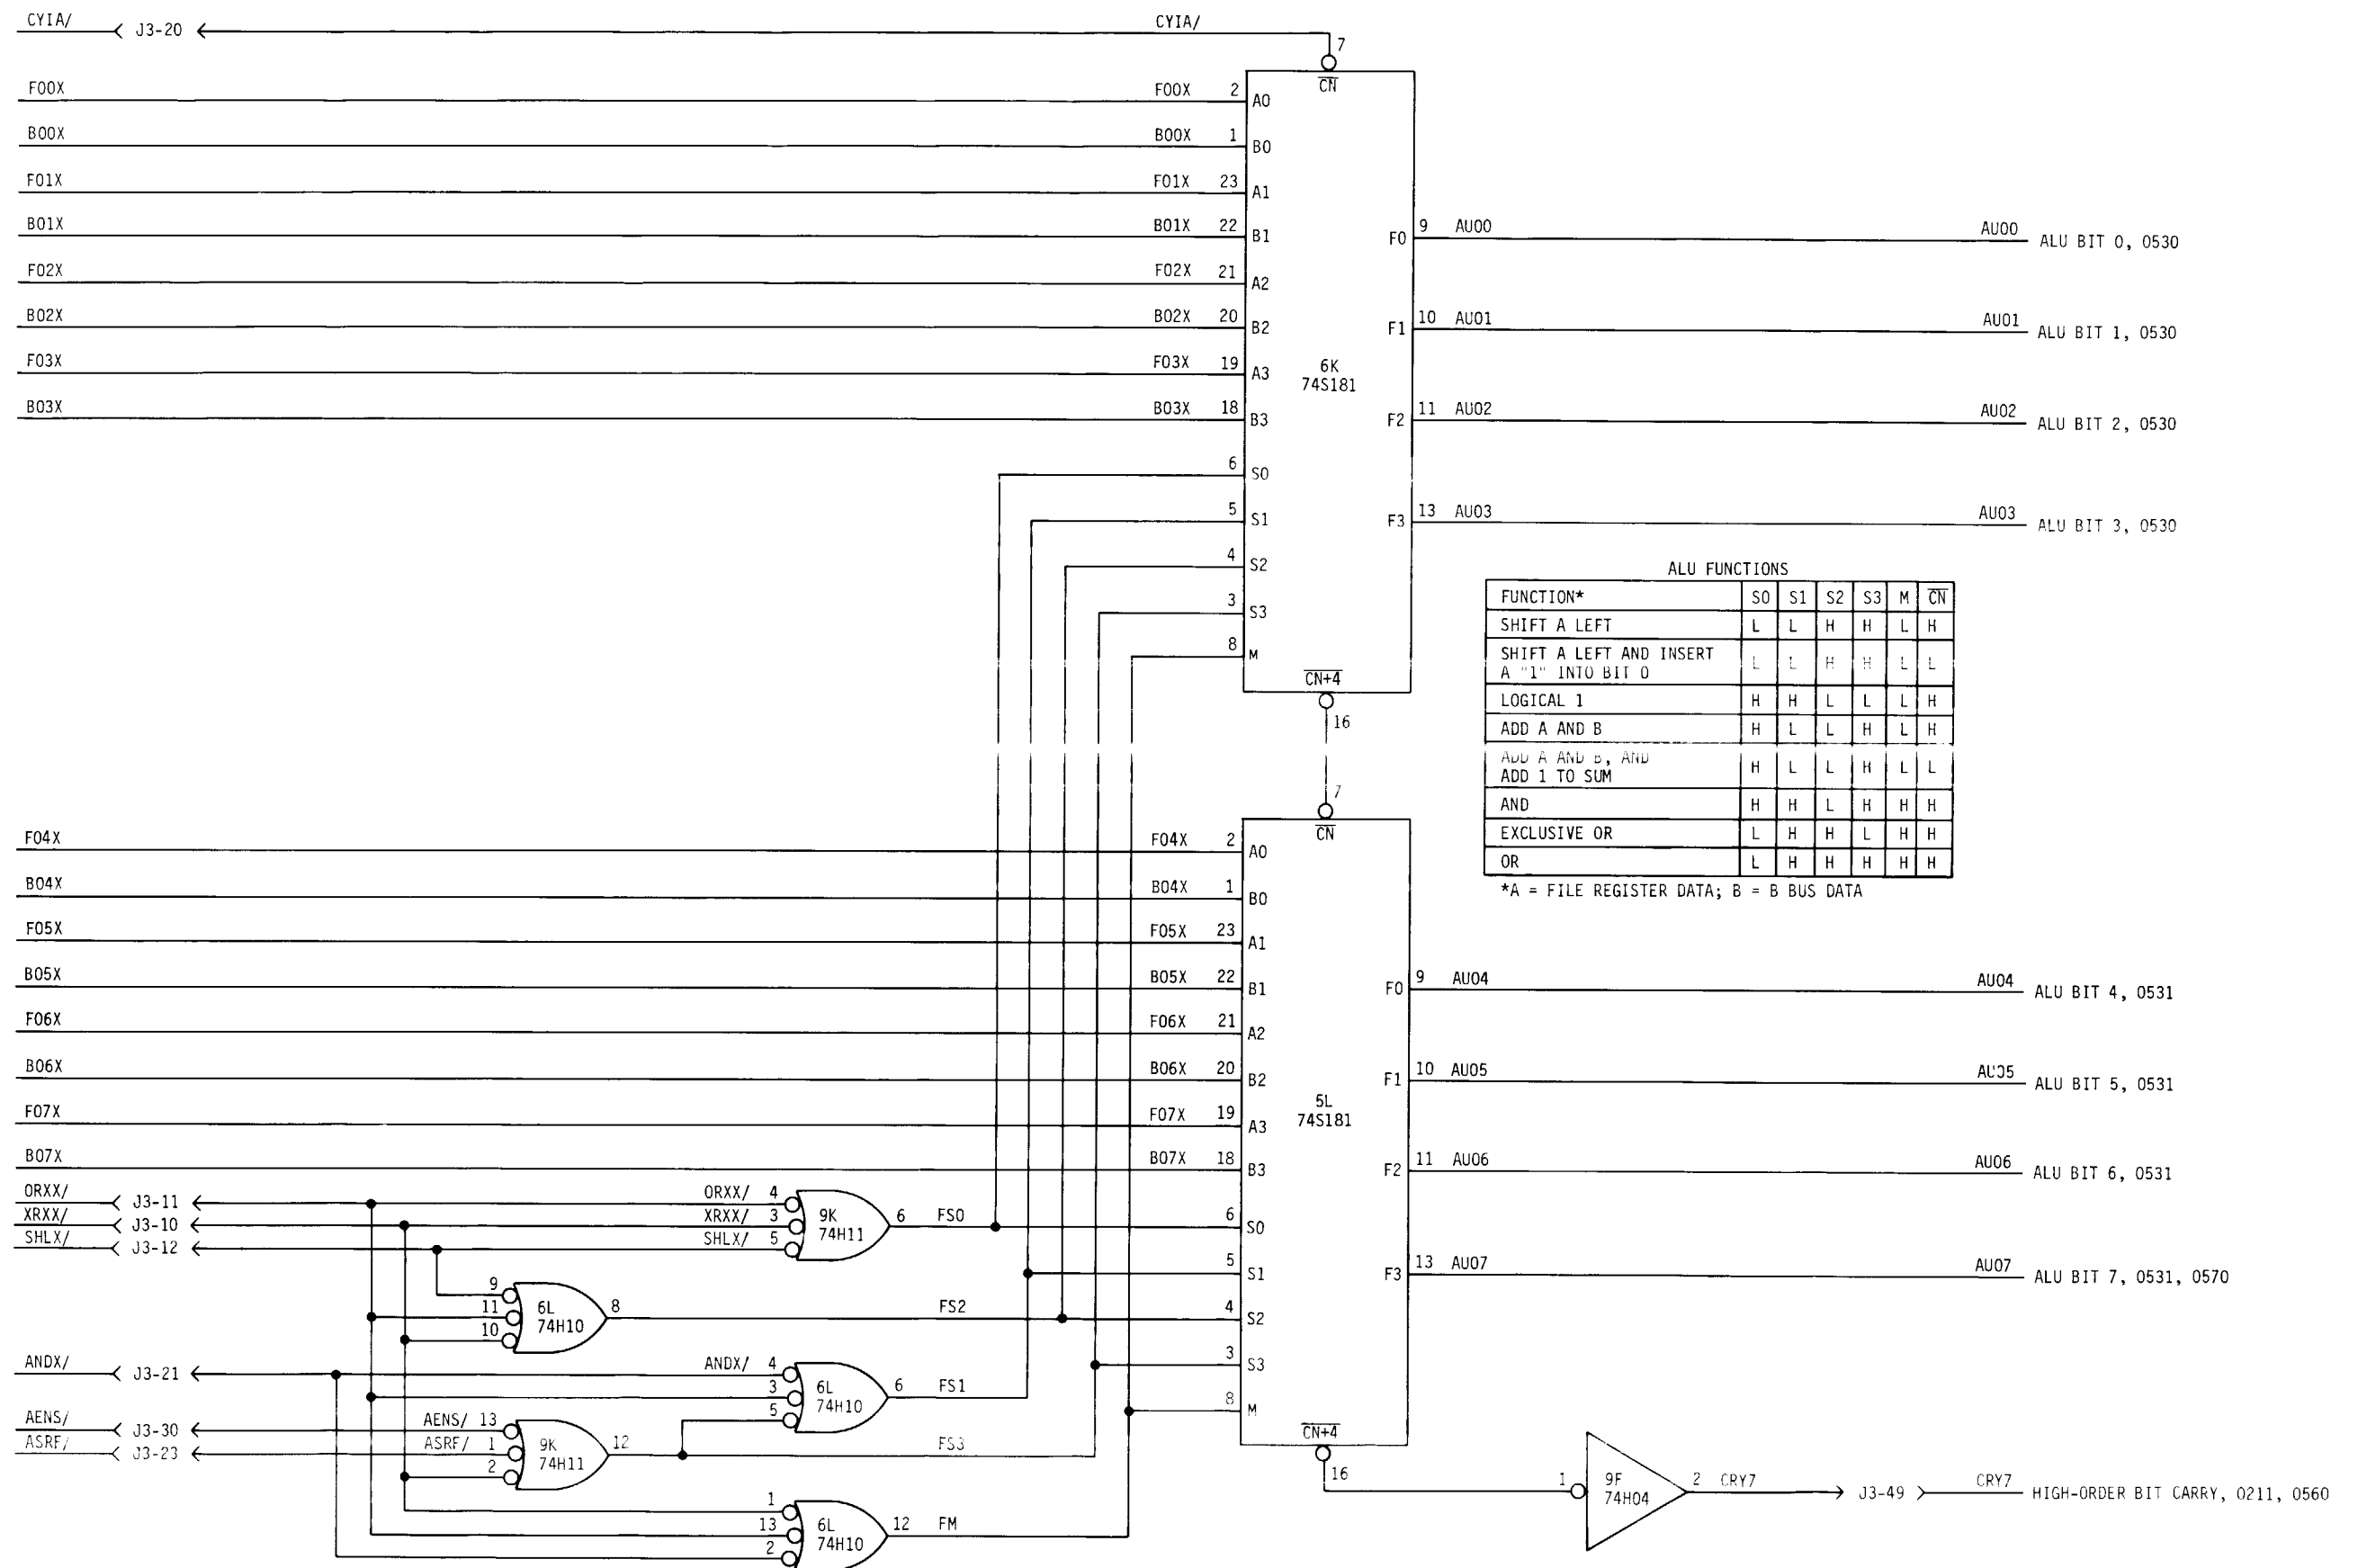 CYIA/ J3-20 CYIA/ 7
CN
F00X F00X 2 A0
B00X B00X 1 B0
F01X F01X 23 A1
B01X B01X 22 B1
F0 9 AU00 AU00 ALU BIT 0, 0530
F02X F02X 21 A2
B02X B02X 20 B2
F1 10 AU01 AU01 ALU BIT 1, 0530
F03X F03X 19 A3
6K
74S181
B03X B03X 18 B3
F2 11 AU02 AU02 ALU BIT 2, 0530
6 S0
5 S1
F3 13 AU03 AU03 ALU BIT 3, 0530
4 S2
3 S3
8 M
CN+4
16
ALU FUNCTIONS
FUNCTION* S0 S1 S2 S3 M CN
SHIFT A LEFT L L H H L H
SHIFT A LEFT AND INSERT
A "1" INTO BIT 0 L L H H L L
LOGICAL 1 H H L L L H
ADD A AND B H L L H L H
ADD A AND B, AND
ADD 1 TO SUM H L L H L L
AND H H L H H H
EXCLUSIVE OR L H H L H H
OR L H H H H H
*A = FILE REGISTER DATA; B = B BUS DATA
7
CN
F04X F04X 2 A0
B04X B04X 1 B0
F05X F05X 23 A1
B05X B05X 22 B1
F0 9 AU04 AU04 ALU BIT 4, 0531
F06X F06X 21 A2
B06X B06X 20 B2
F1 10 AU05 AU05 ALU BIT 5, 0531
F07X F07X 19 A3
5L
74S181
B07X B07X 18 B3
F2 11 AU06 AU06 ALU BIT 6, 0531
ORXX/ J3-11 ORXX/ 4
XRXX/ J3-10 XRXX/ 3
SHLX/ J3-12 SHLX/ 5
9K
74H11
6 FS0 6 S0
5 S1
F3 13 AU07 AU07 ALU BIT 7, 0531, 0570
9
11
10
6L
74H10
8 FS2 4 S2
ANDX/ J3-21 ANDX/ 4
3
5
6L
74H10
6 FS1
3 S3
AENS/ J3-30 AENS/ 13
ASRF/ J3-23 ASRF/ 1
2
9K
74H11
12 FS3
8 M
CN+4
16
1
9F
74H04
2 CRY7 J3-49 CRY7 HIGH-ORDER BIT CARRY, 0211, 0560
1
13
2
6L
74H10
12 FM